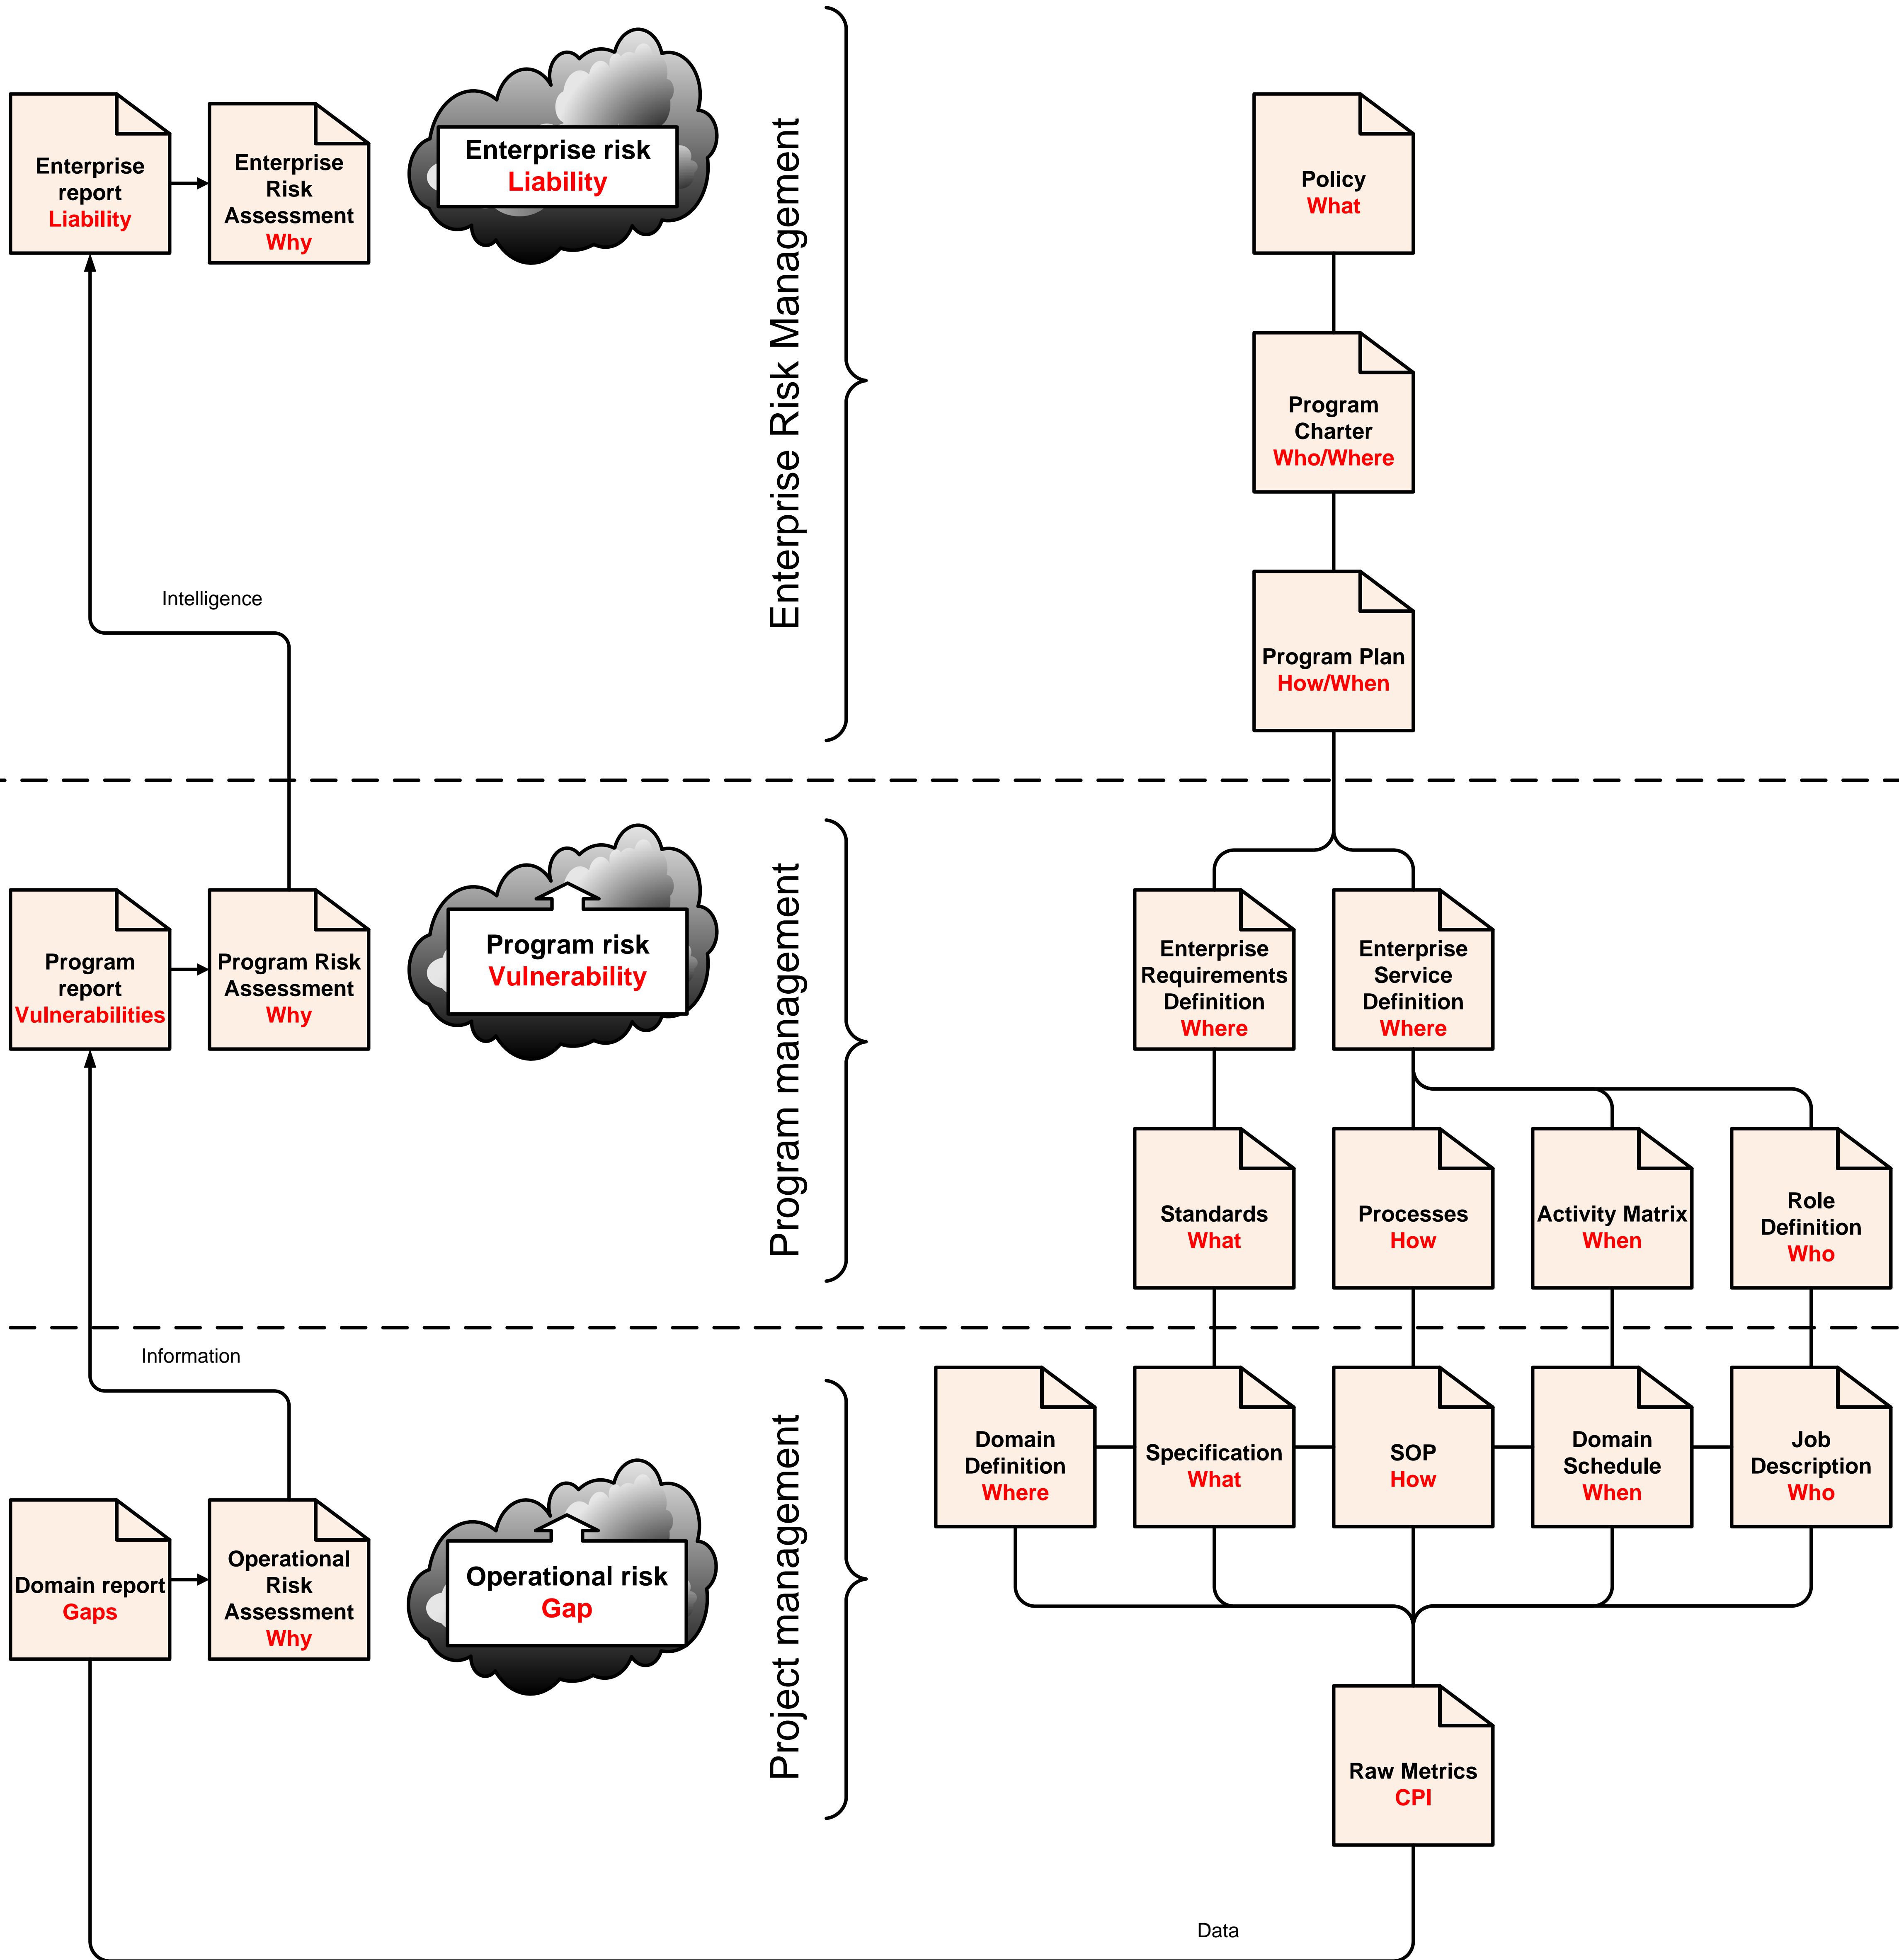 Enterprise
report
Liability
Enterprise
Risk
Assessment
Why
Enterprise risk
Liability
Enterprise Risk Management
Policy
What
Program
Charter
Who/Where
Program Plan
How/When
Intelligence
Program
report
Vulnerabilities
Program Risk
Assessment
Why
Program risk
Vulnerability
Program management
Enterprise
Requirements
Definition
Where
Enterprise
Service
Definition
Where
Standards
What
Processes
How
Activity Matrix
When
Role
Definition
Who
Information
Domain report
Gaps
Operational
Risk
Assessment
Why
Operational risk
Gap
Project management
Domain
Definition
Where
Specification
What
SOP
How
Domain
Schedule
When
Job
Description
Who
Raw Metrics
CPI
Data